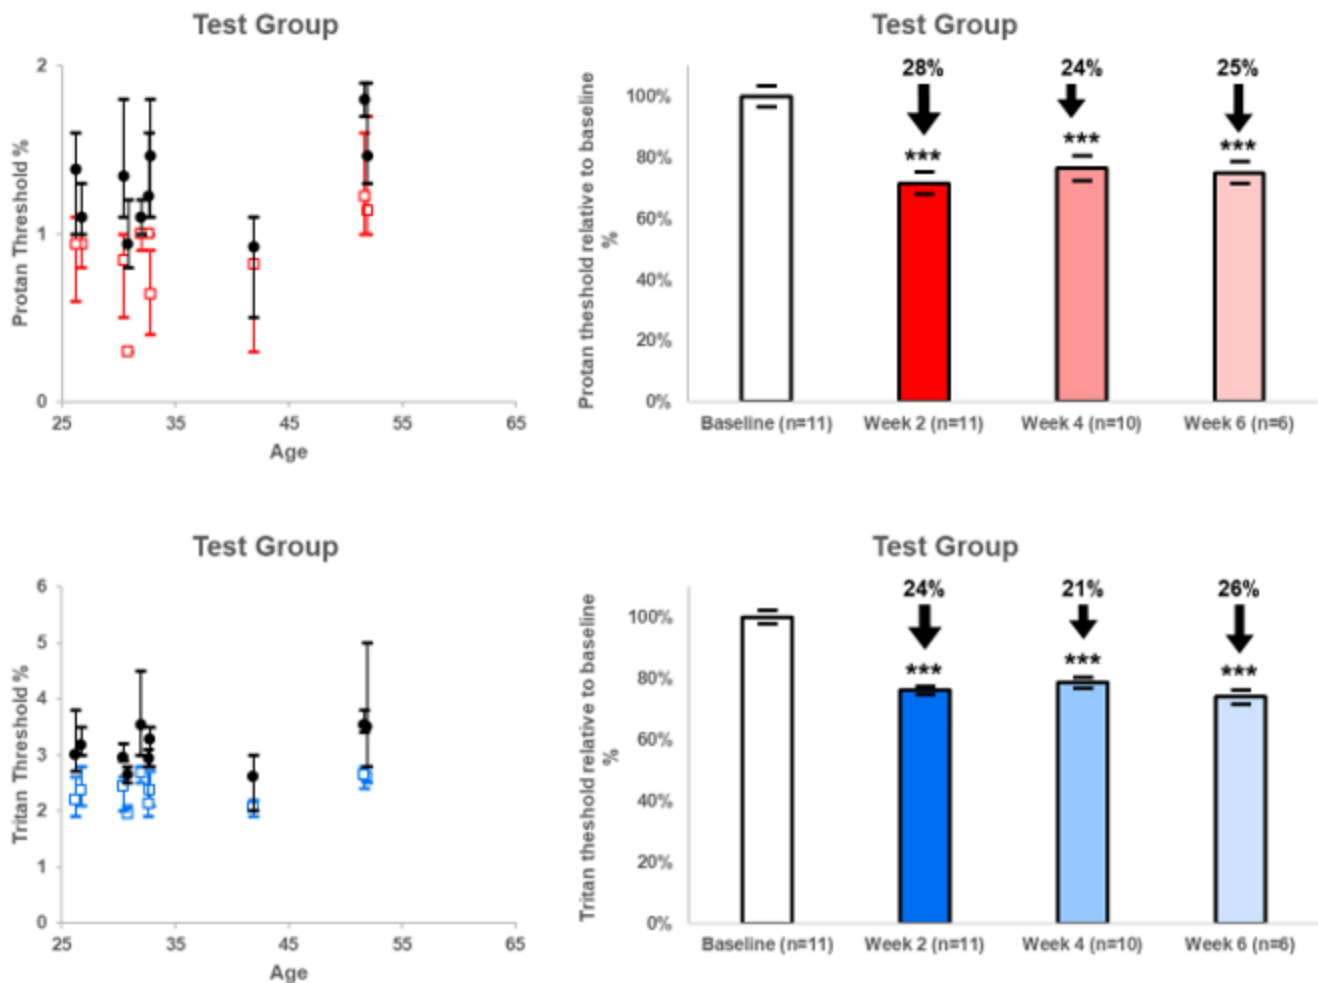 Test Group
2
1
0
25 35 45 55 65
Protan Threshold %
Age
Test Group
28% 24% 25%
*** *** ***
100%
80%
60%
40%
20%
0%
Protan theshold relative to baseline
%
Baseline (n=11) Week 2 (n=11) Week 4 (n=10) Week 6 (n=6)
Test Group
6
5
4
3
2
1
0
25 35 45 55 65
Tritan Threshold %
Age
Test Group
24% 21% 26%
*** *** ***
100%
80%
60%
40%
20%
0%
Tritan theshold relative to baseline
%
Baseline (n=11) Week 2 (n=11) Week 4 (n=10) Week 6 (n=6)